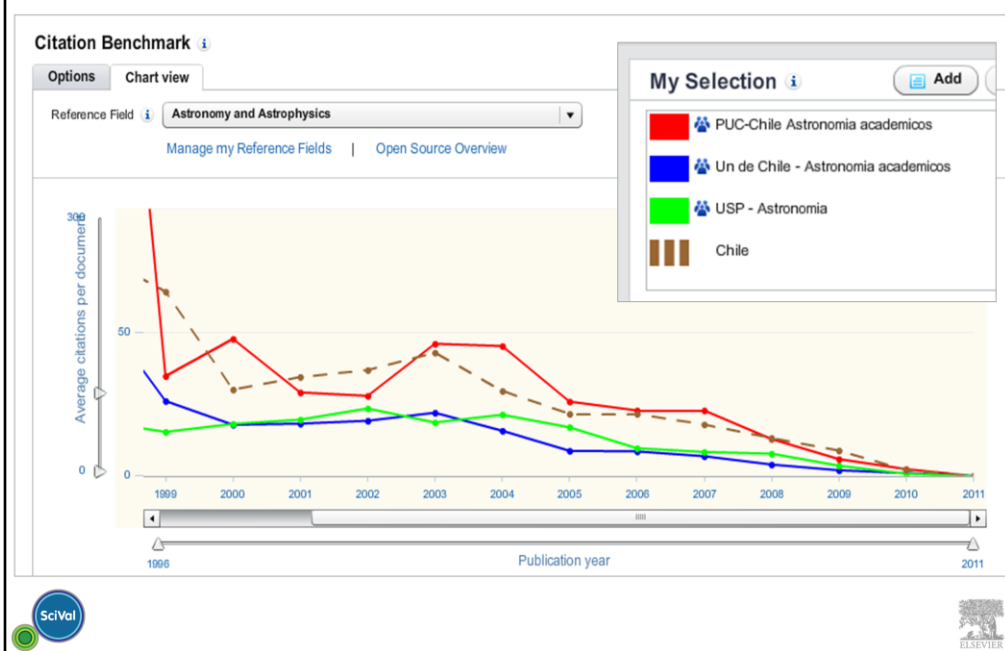 Citation Benchmark i
Options Chart view
Reference Field i Astronomy and Astrophysics
Manage my Reference Fields | Open Source Overview
My Selection i Add
PUC-Chile Astronomia academicos
Un de Chile - Astronomia academicos
USP - Astronomia
Chile
Average citations per document
0
50
0
1999 2000 2001 2002 2003 2004 2005 2006 2007 2008 2009 2010 2011
1996 Publication year 2011
SciVal
ELSEVIER